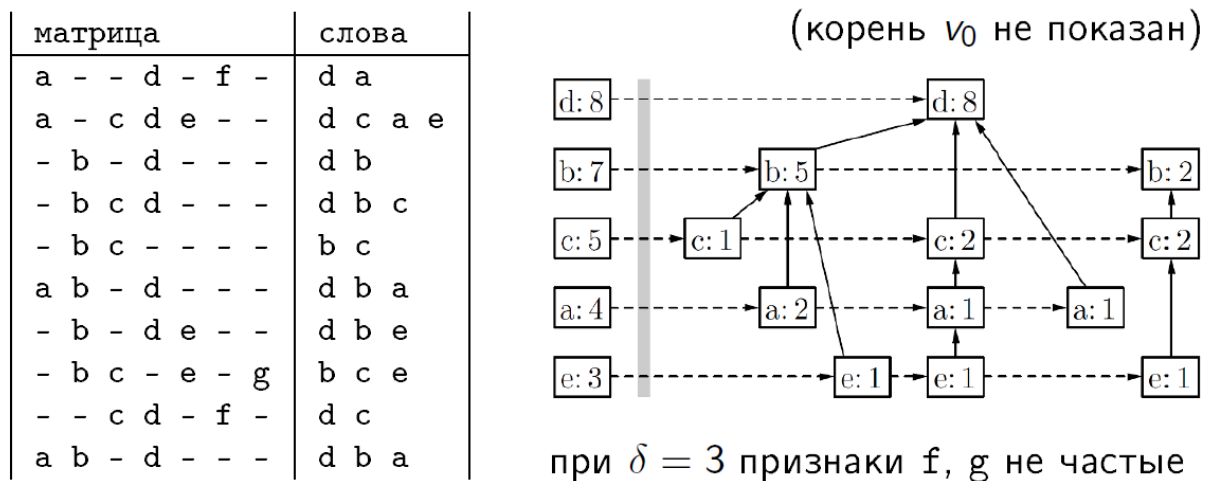 матрица слова
a - - d - f - d a
a - c d e - - d c a e
- b - d - - - d b
- b c d - - - d b c
- b c - - - - b c
a b - d - - - d b a
- b - d e - - d b e
- b c - e - g b c e
- - c d - f - d c
a b - d - - - d b a
(корень v₀ не показан)
d: 8 d: 8
b: 7 b: 5 b: 2
c: 5 c: 1 c: 2 c: 2
a: 4 a: 2 a: 1 a: 1
e: 3 e: 1 e: 1 e: 1
при δ = 3 признаки f, g не частые